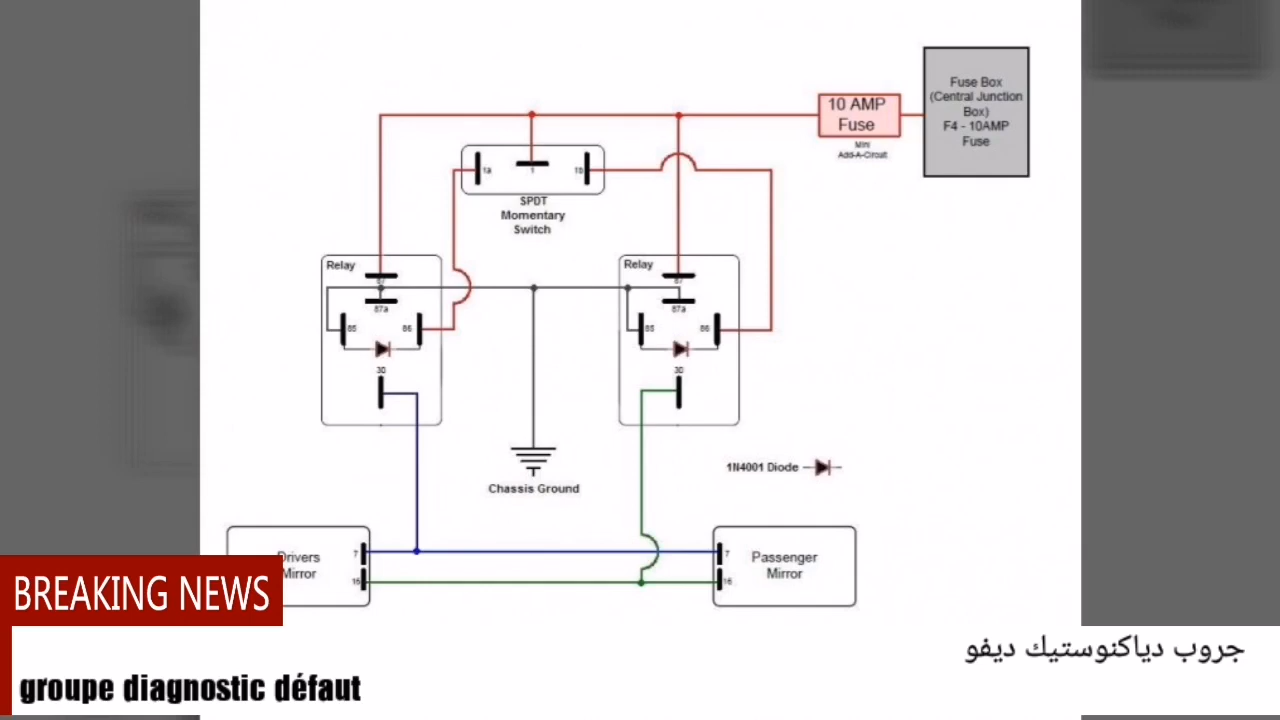 Fuse Box
(Central Junction
Box)
F4 - 10AMP
Fuse
10 AMP
Fuse
Mini
Add-A-Circuit
1a
1
1b
SPDT
Momentary
Switch
Relay
87
87a
85
86
30
Relay
87
87a
85
86
30
1N4001 Diode
Chassis Ground
Drivers
Mirror
7
16
7
16
Passenger
Mirror
BREAKING NEWS
جروب دياكنوستيك ديفو
groupe diagnostic défaut